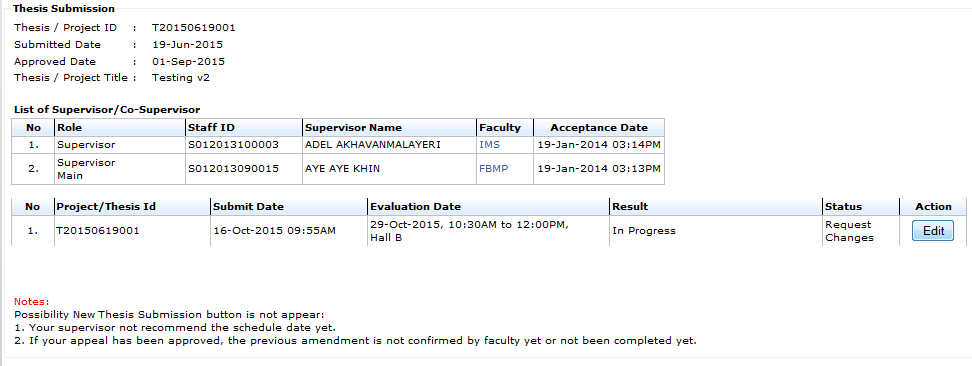 Thesis Submission
Thesis / Project ID : T20150619001
Submitted Date : 19-Jun-2015
Approved Date : 01-Sep-2015
Thesis / Project Title : Testing v2
List of Supervisor/Co-Supervisor
No Role Staff ID Supervisor Name Faculty Acceptance Date
1. Supervisor S012013100003 ADEL AKHAVANMALAYERI IMS 19-Jan-2014 03:14PM
2. Supervisor Main S012013090015 AYE AYE KHIN FBMP 19-Jan-2014 03:13PM
No Project/Thesis Id Submit Date Evaluation Date Result Status Action
1. T20150619001 16-Oct-2015 09:55AM 29-Oct-2015, 10:30AM to 12:00PM, Hall B In Progress Request Changes Edit
Notes:
Possibility New Thesis Submission button is not appear:
1. Your supervisor not recommend the schedule date yet.
2. If your appeal has been approved, the previous amendment is not confirmed by faculty yet or not been completed yet.